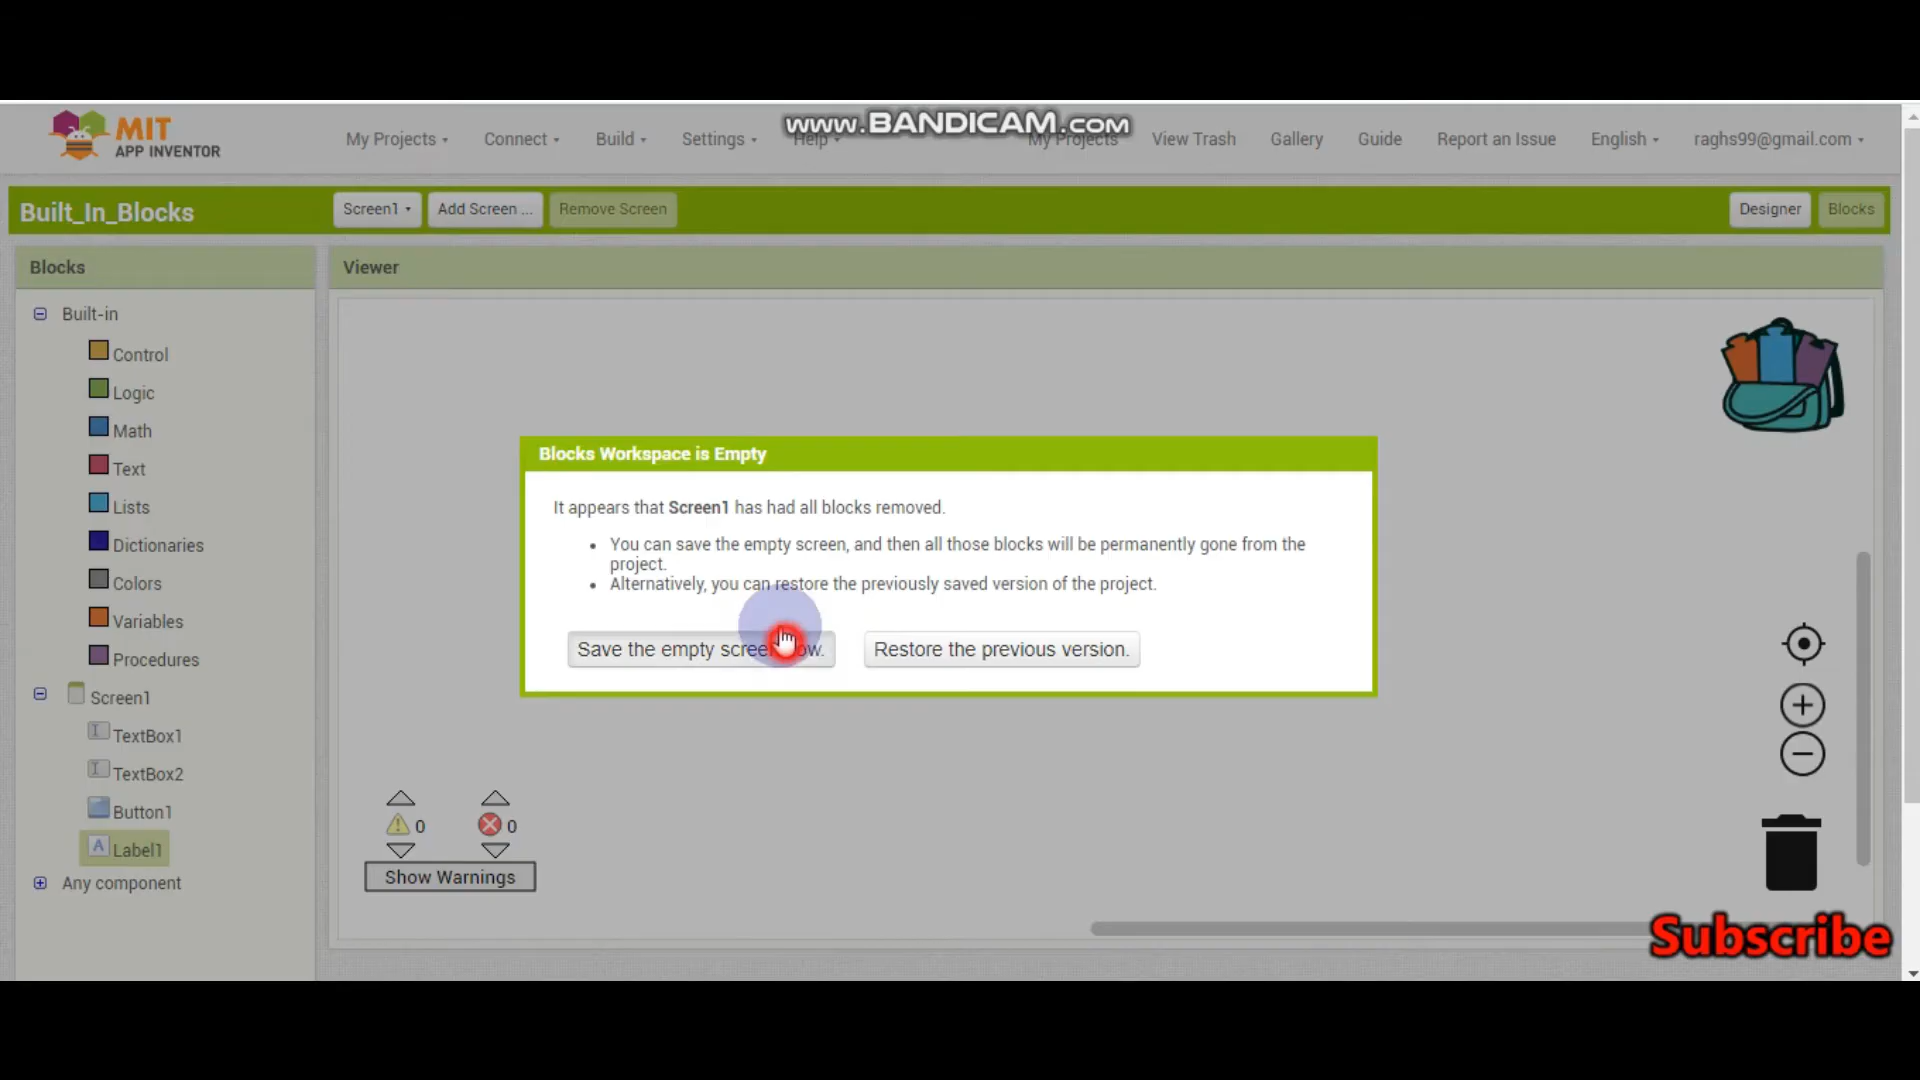 www.BANDICAM.com
MIT
APP INVENTOR
My Projects
Connect
Build
Settings
Help
My Projects
View Trash
Gallery
Guide
Report an Issue
English
raghs99@gmail.com
Built_In_Blocks
Screen1
Add Screen ...
Remove Screen
Designer
Blocks
Blocks
Viewer
Built-in
Control
Logic
Math
Text
Lists
Dictionaries
Colors
Variables
Procedures
Screen1
TextBox1
TextBox2
Button1
A Label1
Any component
Blocks Workspace is Empty
It appears that Screen1 has had all blocks removed.
• You can save the empty screen, and then all those blocks will be permanently gone from the
project.
• Alternatively, you can restore the previously saved version of the project.
Save the empty screen now.
Restore the previous version.
0
0
Show Warnings
Subscribe